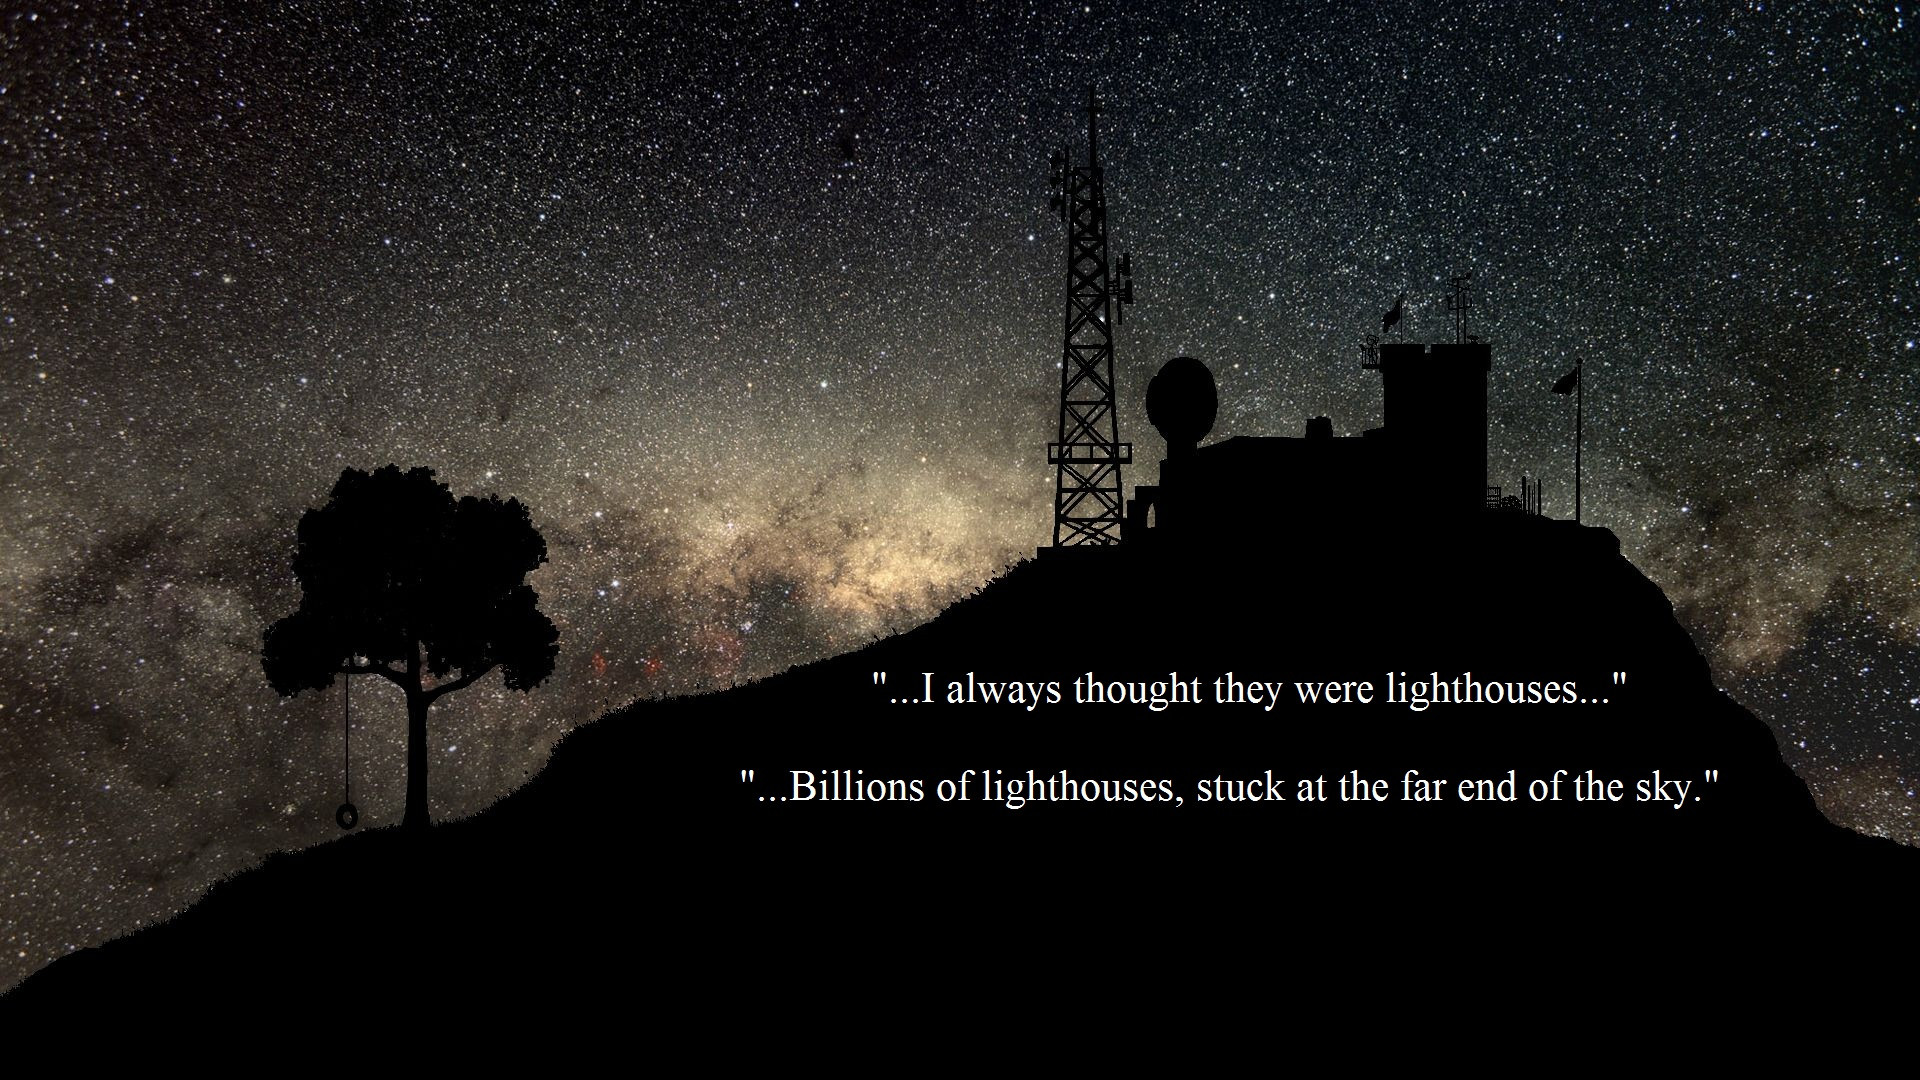 "...I always thought they were lighthouses..."
"...Billions of lighthouses, stuck at the far end of the sky."